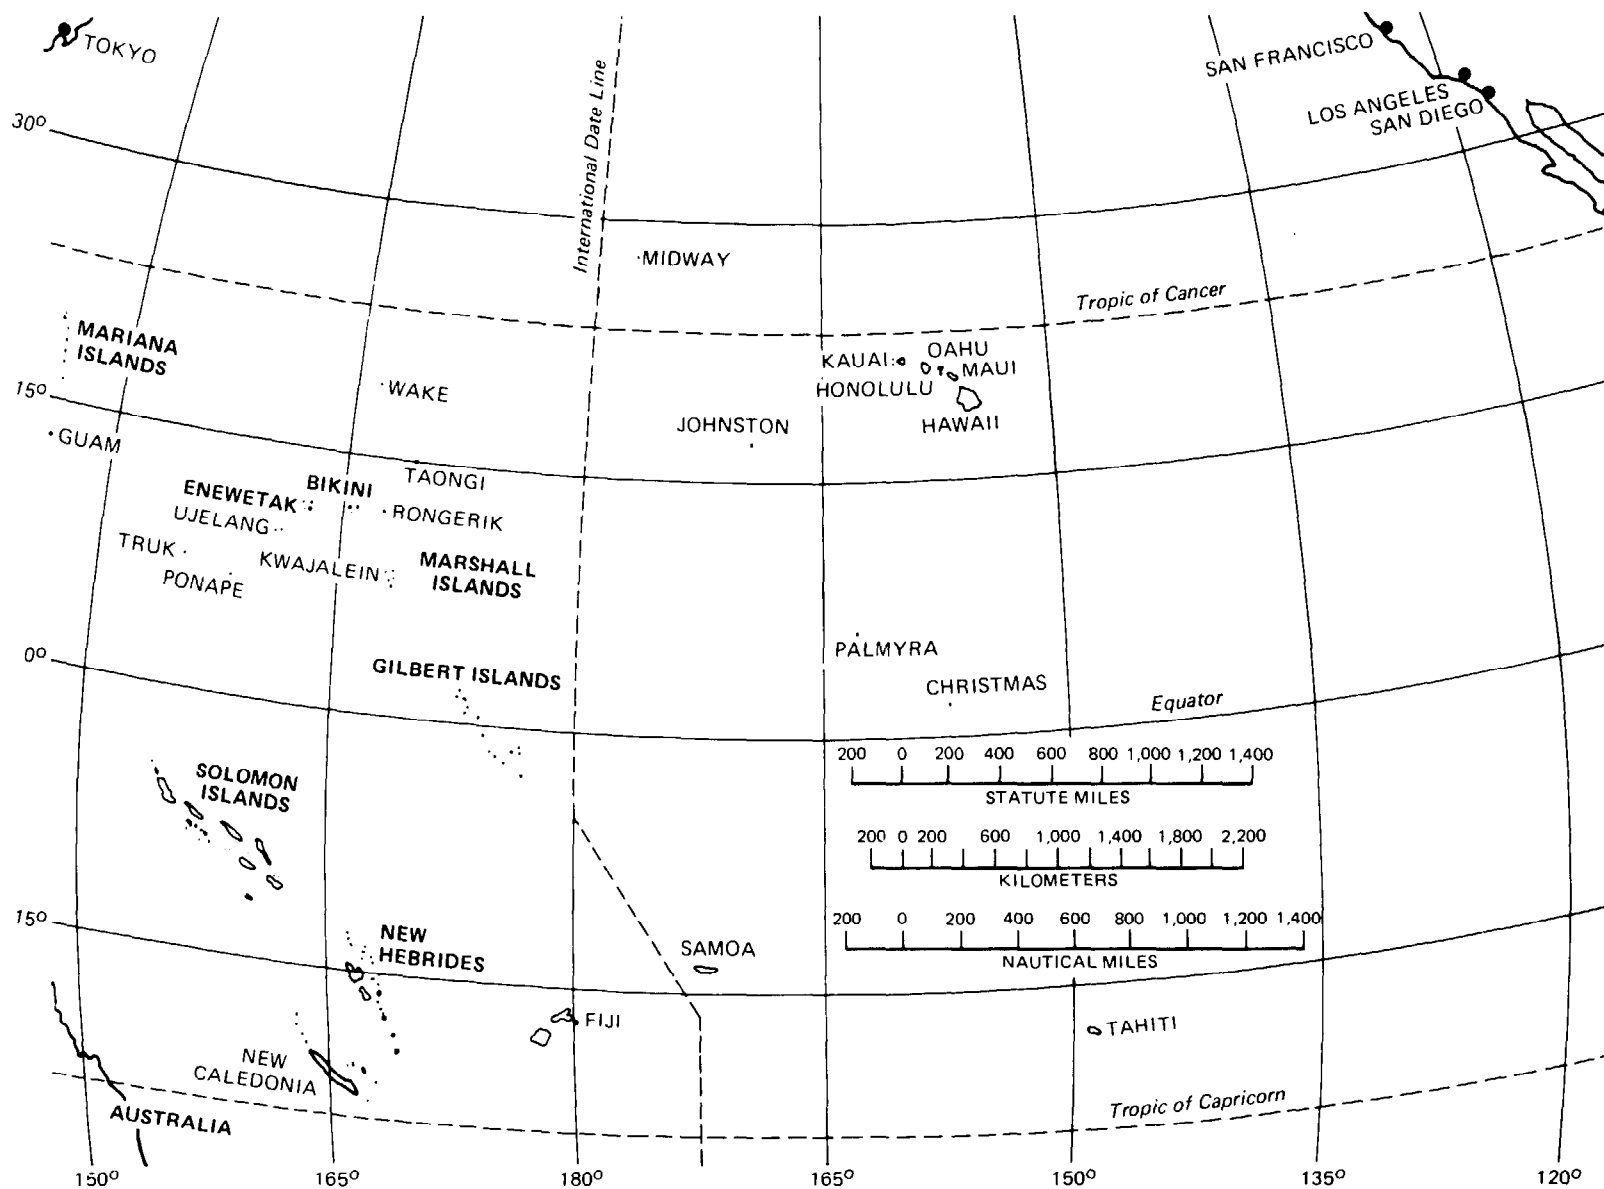 TOKYO
SAN FRANCISCO
LOS ANGELES
SAN DIEGO
30°
International Date Line
MIDWAY
Tropic of Cancer
MARIANA
ISLANDS
KAUAI
OAHU
MAUI
HONOLULU
HAWAII
15°
WAKE
JOHNSTON
GUAM
TAONGI
BIKINI
ENEWETAK
RONGERIK
UJELANG
TRUK
KWAJALEIN
MARSHALL
ISLANDS
PONAPE
0°
PALMYRA
GILBERT ISLANDS
CHRISTMAS
Equator
200 0 200 400 600 800 1,000 1,200 1,400
STATUTE MILES
SOLOMON
ISLANDS
200 0 200 600 1,000 1,400 1,800 2,200
KILOMETERS
15°
200 0 200 400 600 800 1,000 1,200 1,400
NAUTICAL MILES
NEW
HEBRIDES
SAMOA
FIJI
TAHITI
NEW
CALEDONIA
Tropic of Capricorn
AUSTRALIA
150° 165° 180° 165° 150° 135° 120°